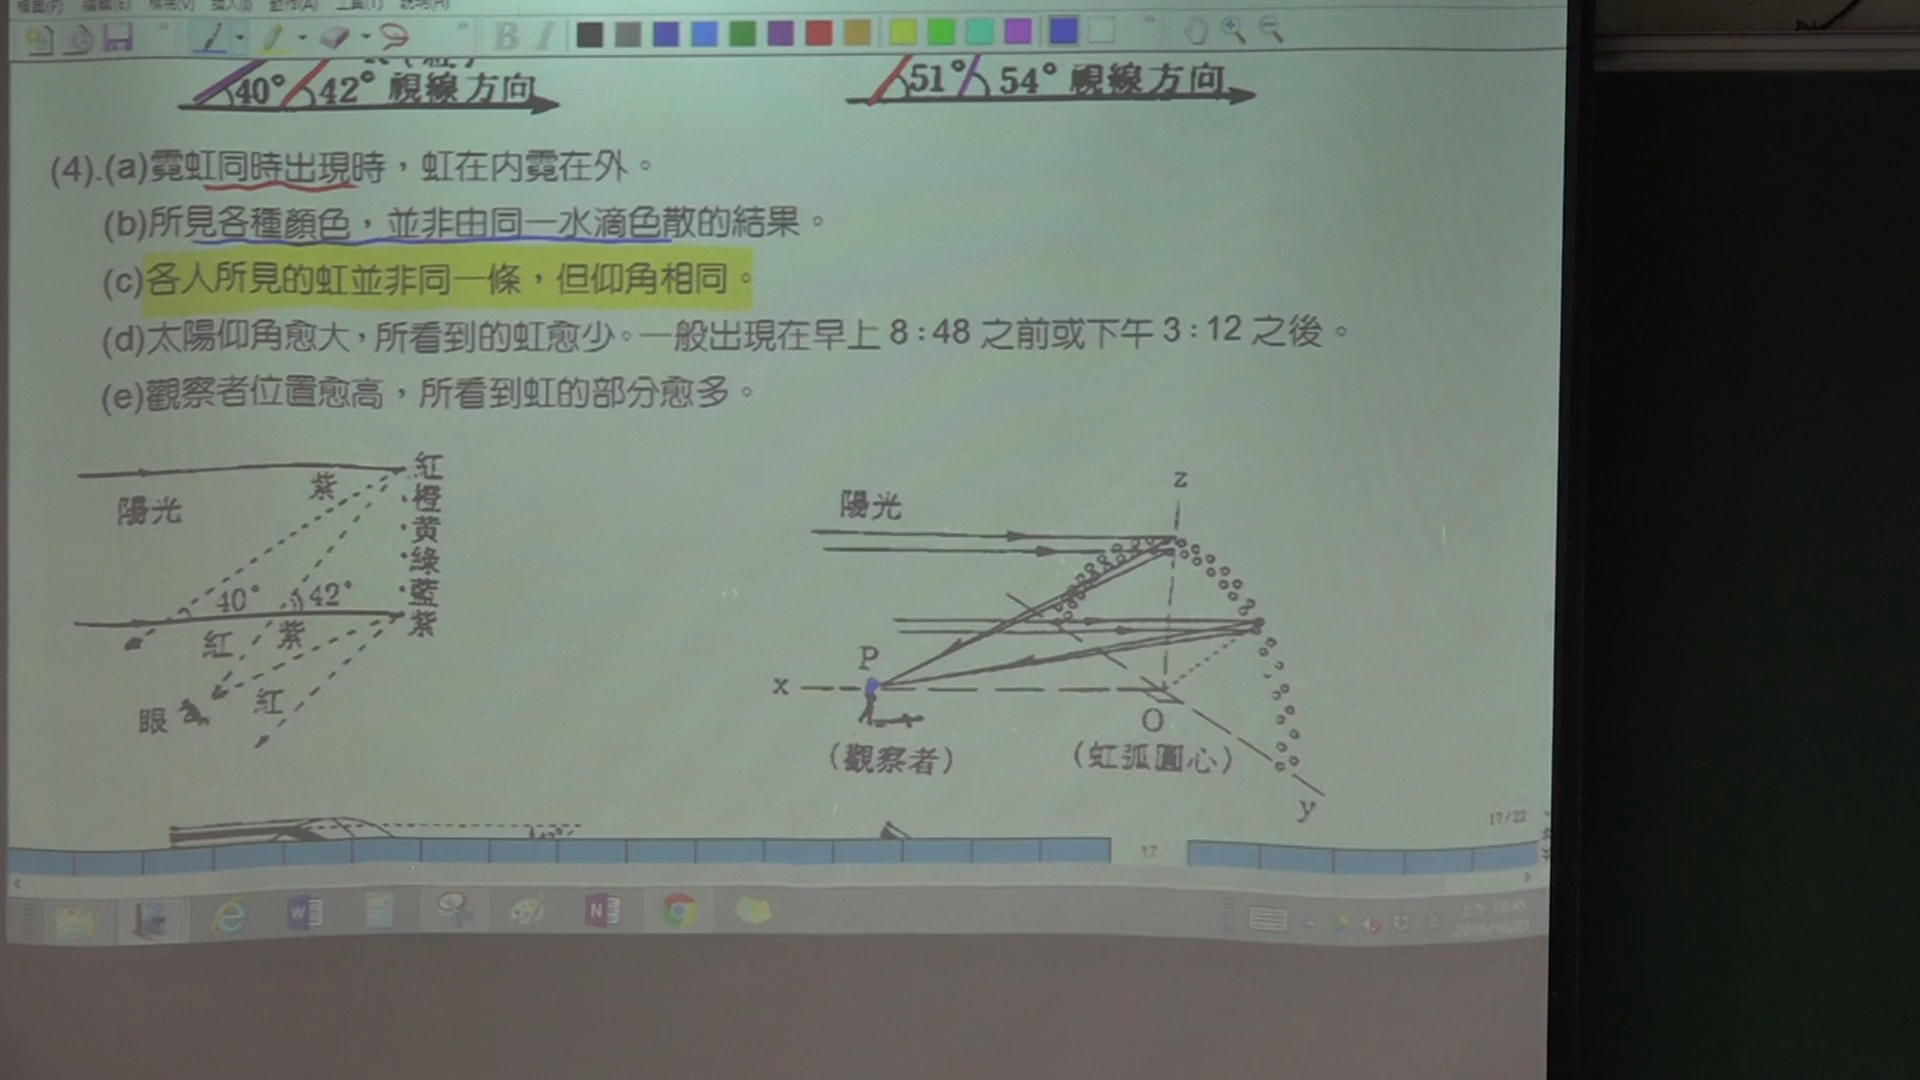 40° 42° 視線方向
51° 54° 視線方向
(4).(a)霓虹同時出現時，虹在內霓在外。
(b)所見各種顏色，並非由同一水滴色散的結果。
(c)各人所見的虹並非同一條，但仰角相同。
(d)太陽仰角愈大，所看到的虹愈少。一般出現在早上 8：48 之前或下午 3：12 之後。
(e)觀察者位置愈高，所看到虹的部分愈多。
陽光
紫
紅
橙
黄
綠
藍
紫
40° 42°
紅 紫
眼 紅
陽光
z
P
x
O
(觀察者) (虹弧圓心)
y
17/22
17